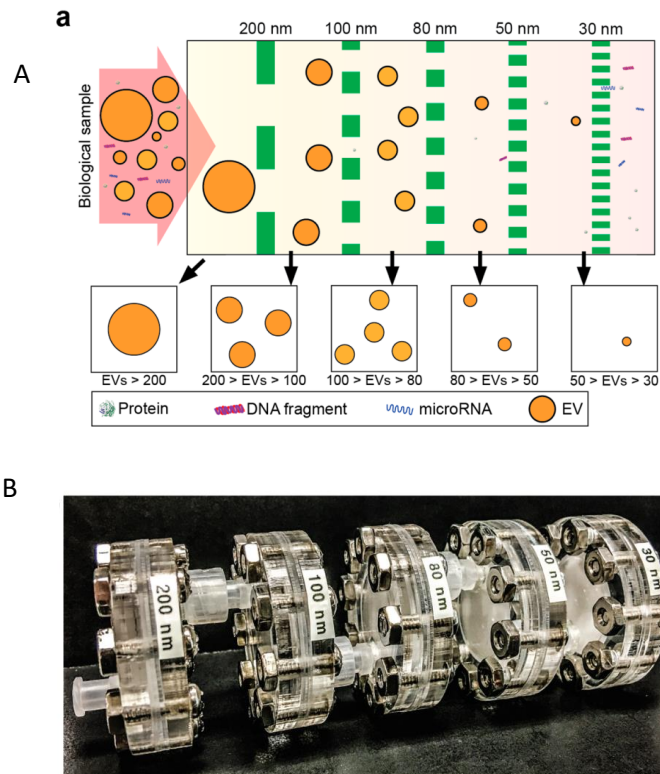 a
A
200 nm 100 nm 80 nm 50 nm 30 nm
Biological sample
EVs > 200 200 > EVs > 100 100 > EVs > 80 80 > EVs > 50 50 > EVs > 30
Protein DNA fragment microRNA EV
B
200 nm
100 nm
80 nm
50 nm
30 nm